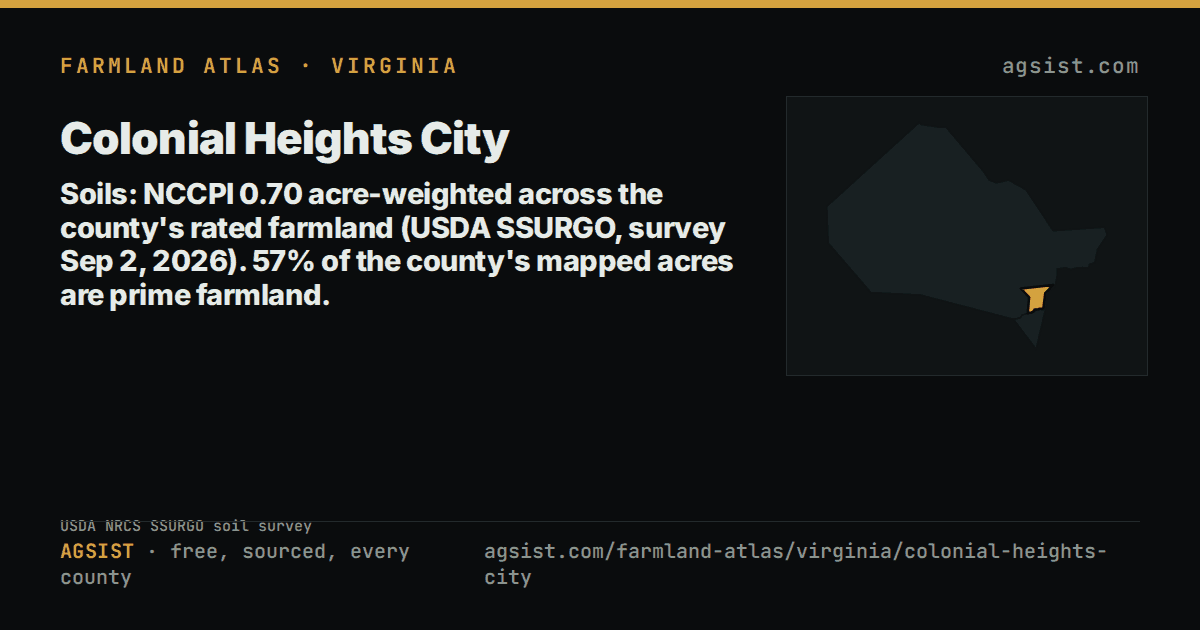 FARMLAND ATLAS · VIRGINIA
agsist.com
Colonial Heights City
Soils: NCCPI 0.70 acre-weighted across the
county's rated farmland (USDA SSURGO, survey
Sep 2, 2026). 57% of the county's mapped acres
are prime farmland.
USDA NRCS SSURGO soil survey
AGSIST · free, sourced, every
county
agsist.com/farmland-atlas/virginia/colonial-heights-
city